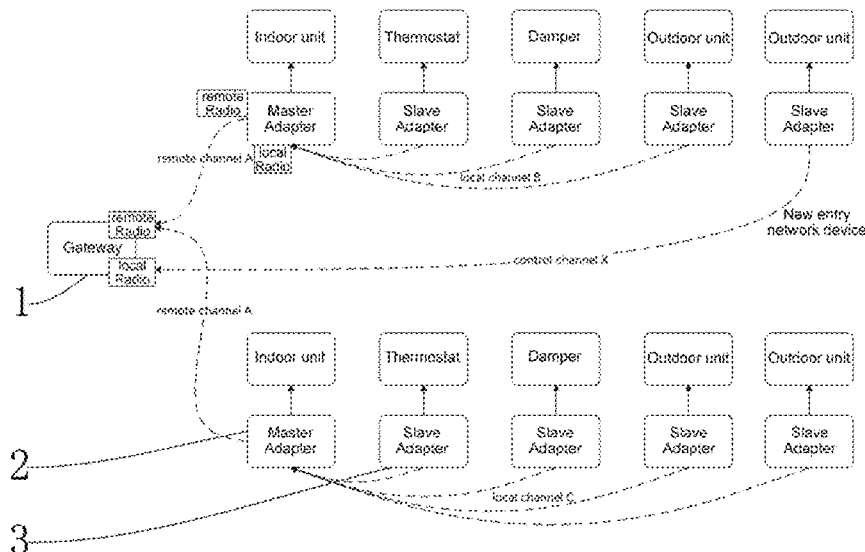 Indoor unit
Thermostat
Damper
Outdoor unit
Outdoor unit
remote
Radio
Master
Adapter
Slave
Adapter
Slave
Adapter
Slave
Adapter
Slave
Adapter
remote channel A
local
Radio
local channel B
New entry
network device
remote
Radio
Gateway
local
Radio
control channel X
1
remote channel A
Indoor unit
Thermostat
Damper
Outdoor unit
Outdoor unit
Master
Adapter
Slave
Adapter
Slave
Adapter
Slave
Adapter
Slave
Adapter
2
local channel C
3